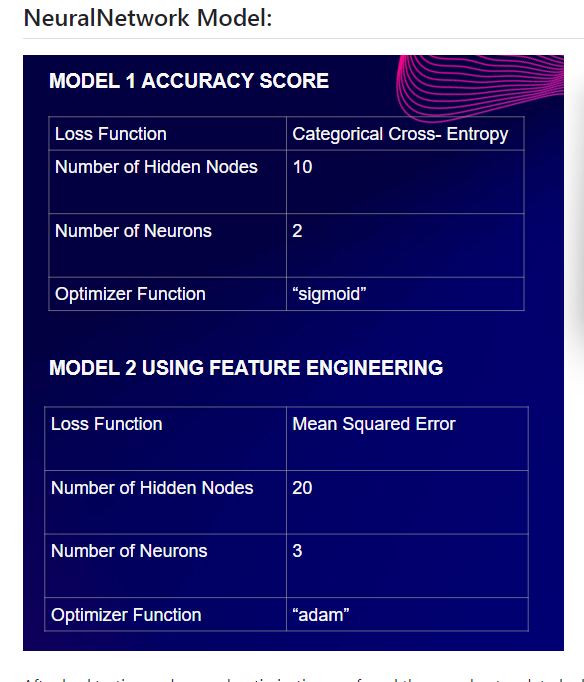 NeuralNetwork Model:
MODEL 1 ACCURACY SCORE
Loss Function Categorical Cross- Entropy
Number of Hidden Nodes 10
Number of Neurons 2
Optimizer Function “sigmoid”
MODEL 2 USING FEATURE ENGINEERING
Loss Function Mean Squared Error
Number of Hidden Nodes 20
Number of Neurons 3
Optimizer Function “adam”